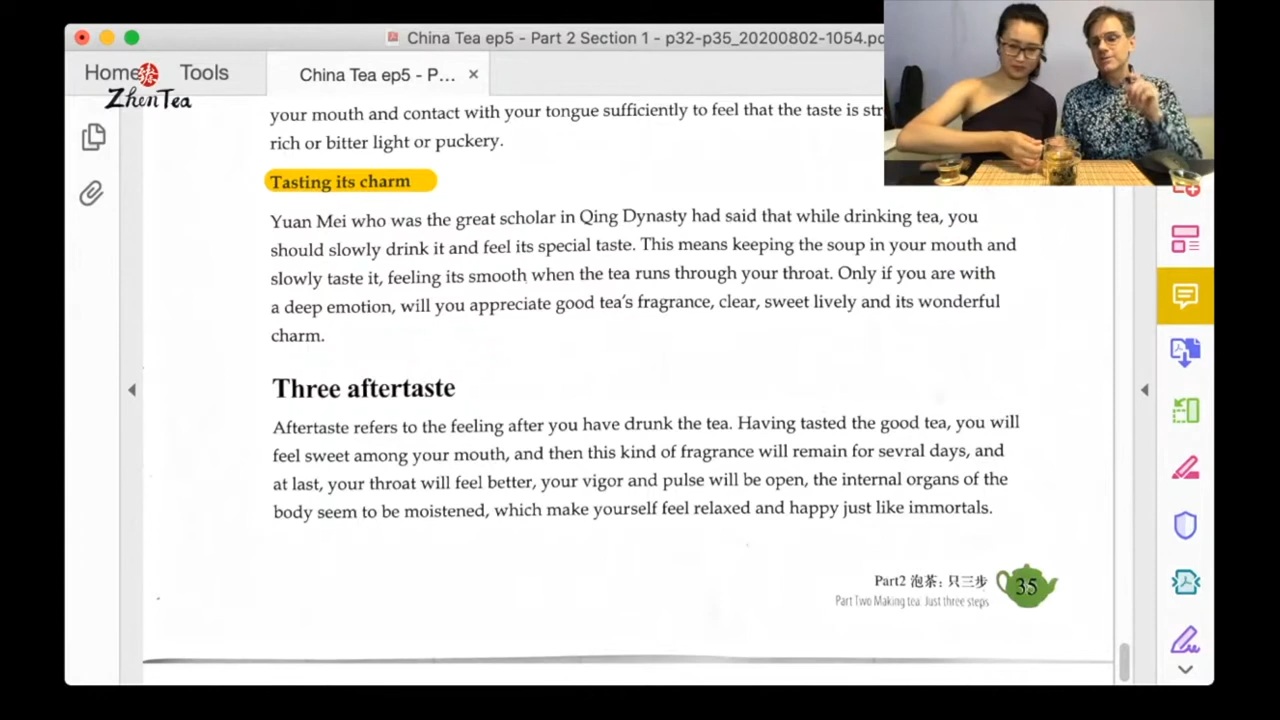 China Tea ep5 - Part 2 Section 1 - p32-p35_20200802-1054.pd
Home
Tools
China Tea ep5 - P... ×
臻
ZhenTea
your mouth and contact with your tongue sufficiently to feel that the taste is str
rich or bitter light or puckery.
Tasting its charm
Yuan Mei who was the great scholar in Qing Dynasty had said that while drinking tea, you
should slowly drink it and feel its special taste. This means keeping the soup in your mouth and
slowly taste it, feeling its smooth when the tea runs through your throat. Only if you are with
a deep emotion, will you appreciate good tea's fragrance, clear, sweet lively and its wonderful
charm.
Three aftertaste
Aftertaste refers to the feeling after you have drunk the tea. Having tasted the good tea, you will
feel sweet among your mouth, and then this kind of fragrance will remain for sevral days, and
at last, your throat will feel better, your vigor and pulse will be open, the internal organs of the
body seem to be moistened, which make yourself feel relaxed and happy just like immortals.
Part2 泡茶：只三步
35
Part Two Making tea: Just three steps